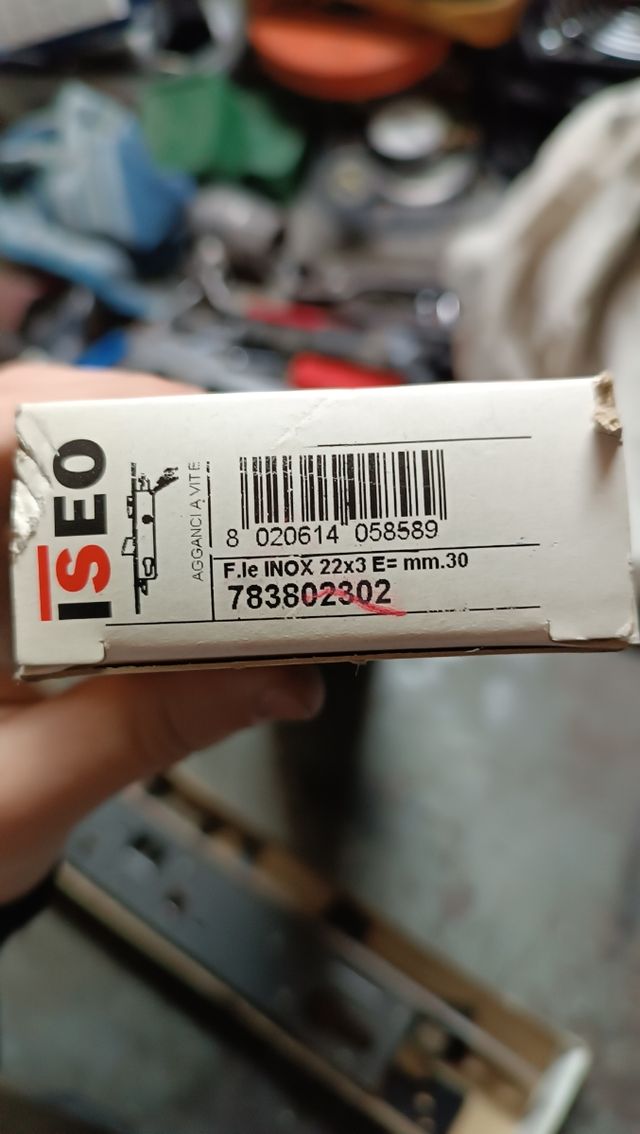 ISEO
AGGANCI A VITE
8 020614 058589
F.le INOX 22x3 E= mm.30
783802302